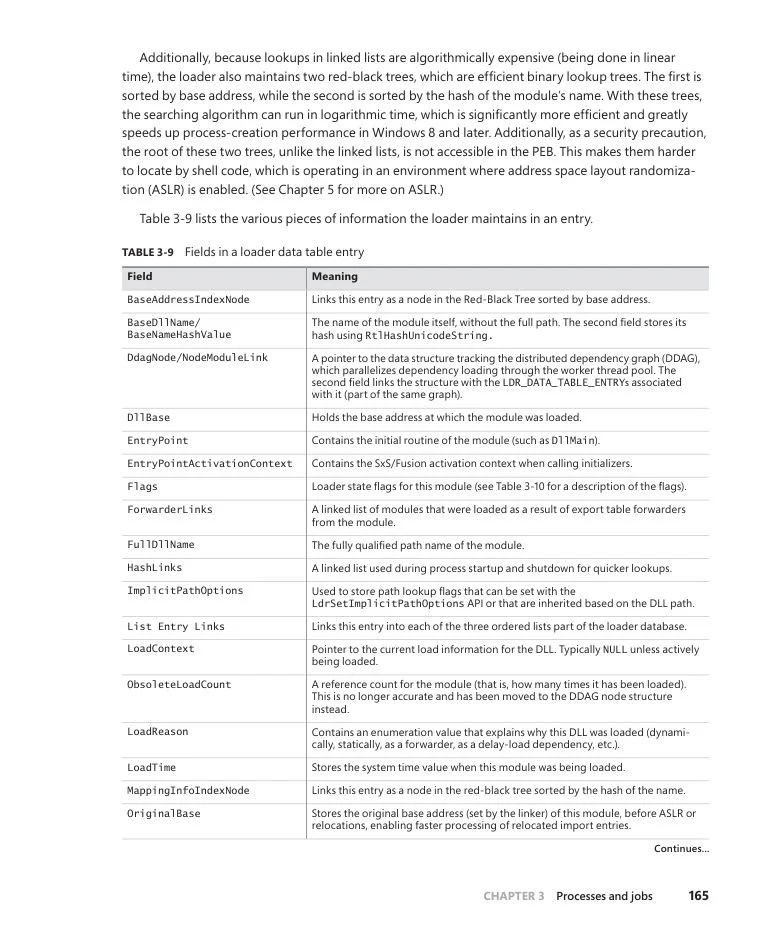 Additionally, because lookups in linked lists are algorithmically expensive (being done in linear
time), the loader also maintains two red-black trees, which are efficient binary lookup trees. The first is
sorted by base address, while the second is sorted by the hash of the module's name. With these trees,
the searching algorithm can run in logarithmic time, which is significantly more efficient and greatly
speeds up process-creation performance in Windows 8 and later. Additionally, as a security precaution,
the root of these two trees, unlike the linked lists, is not accessible in the PEB. This makes them harder
to locate by shell code, which is operating in an environment where address space layout randomiza-
tion (ASLR) is enabled. (See Chapter 5 for more on ASLR.)
Table 3-9 lists the various pieces of information the loader maintains in an entry.
TABLE 3-9 Fields in a loader data table entry
Field Meaning
BaseAddressIndexNode Links this entry as a node in the Red-Black Tree sorted by base address.
BaseDllName/ The name of the module itself, without the full path. The second field stores its
BaseNameHashValue hash using RtlHashUnicodeString.
DdagNode/NodeModuleLink A pointer to the data structure tracking the distributed dependency graph (DDAG),
which parallelizes dependency loading through the worker thread pool. The
second field links the structure with the LDR_DATA_TABLE_ENTRYs associated
with it (part of the same graph).
DllBase Holds the base address at which the module was loaded.
EntryPoint Contains the initial routine of the module (such as DllMain).
EntryPointActivationContext Contains the SxS/Fusion activation context when calling initializers.
Flags Loader state flags for this module (see Table 3-10 for a description of the flags).
ForwarderLinks A linked list of modules that were loaded as a result of export table forwarders
from the module.
FullDllName The fully qualified path name of the module.
HashLinks A linked list used during process startup and shutdown for quicker lookups.
ImplicitPathOptions Used to store path lookup flags that can be set with the
LdrSetImplicitPathOptions API or that are inherited based on the DLL path.
List Entry Links Links this entry into each of the three ordered lists part of the loader database.
LoadContext Pointer to the current load information for the DLL. Typically NULL unless actively
being loaded.
ObsoleteLoadCount A reference count for the module (that is, how many times it has been loaded).
This is no longer accurate and has been moved to the DDAG node structure
instead.
LoadReason Contains an enumeration value that explains why this DLL was loaded (dynami-
cally, statically, as a forwarder, as a delay-load dependency, etc.).
LoadTime Stores the system time value when this module was being loaded.
MappingInfoIndexNode Links this entry as a node in the red-black tree sorted by the hash of the name.
OriginalBase Stores the original base address (set by the linker) of this module, before ASLR or
relocations, enabling faster processing of relocated import entries.
Continues...
CHAPTER 3 Processes and jobs 165